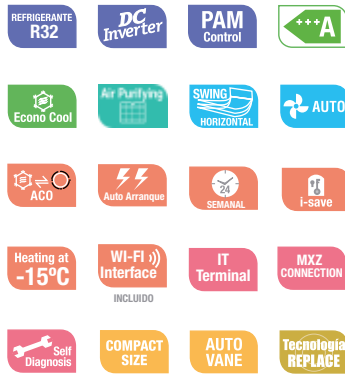 REFRIGERANTE
R32
DC
Inverter
PAM
Control
+++A
Econo Cool
Air Purifying
SWING
HORIZONTAL
AUTO
ACO
Auto Arranque
24
SEMANAL
i-save
Heating at
-15ºC
WI-FI
Interface
INCLUIDO
IT
Terminal
MXZ
CONNECTION
Self
Diagnosis
COMPACT
SIZE
AUTO
VANE
Tecnología
REPLACE